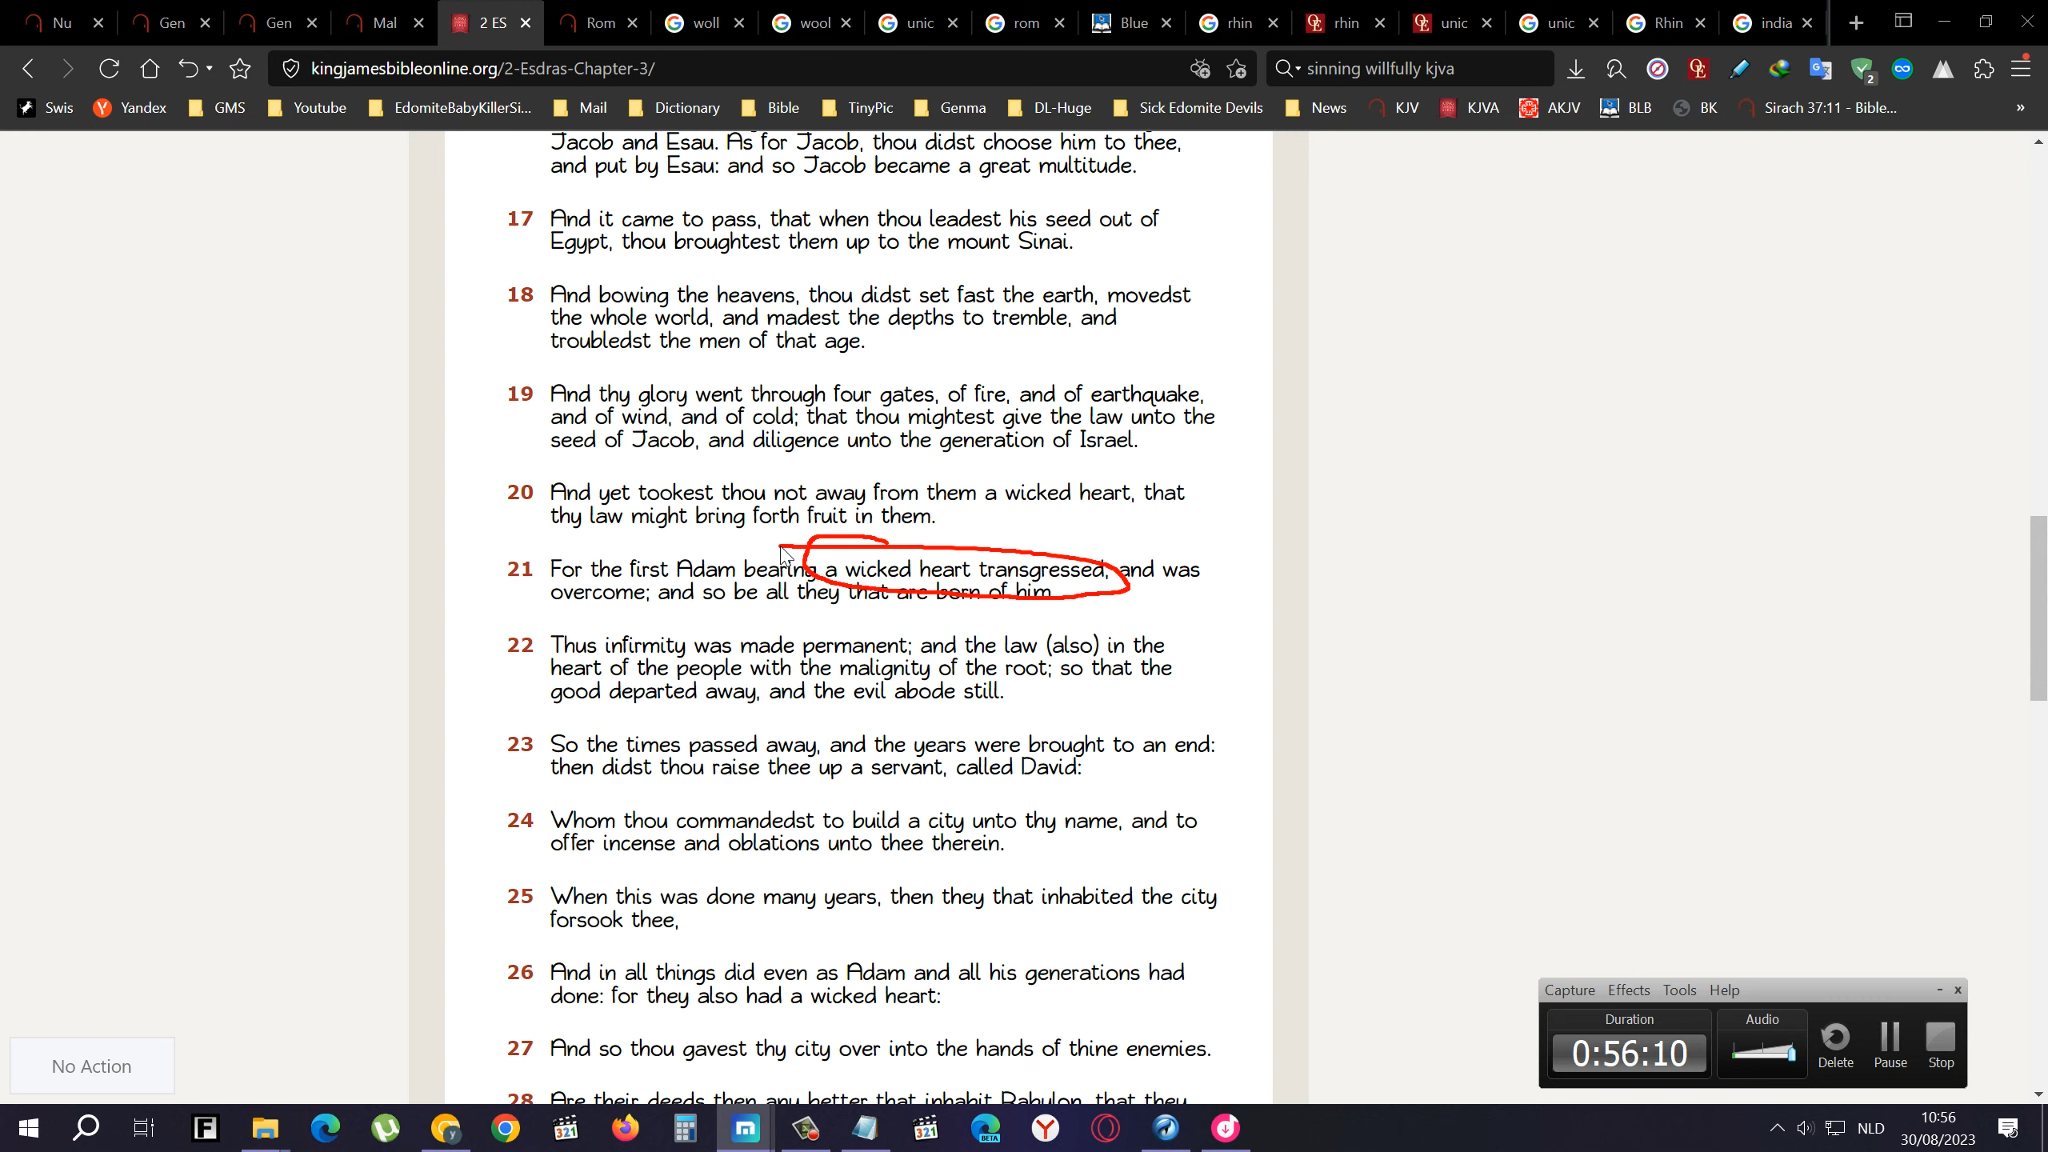 Nu
Gen
Gen
Mal
2 ES
Rom
woll
wool
unic
rom
Blue
rhin
rhin
unic
unic
Rhin
india
kingjamesbibleonline.org/2-Esdras-Chapter-3/
sinning willfully kjva
Swis
Yandex
GMS
Youtube
EdomiteBabyKillerSi...
Mail
Dictionary
Bible
TinyPic
Genma
DL-Huge
Sick Edomite Devils
News
KJV
KJVA
AKJV
BLB
BK
Sirach 37:11 - Bible...
Jacob and Esau. As for Jacob, thou didst choose him to thee,
and put by Esau: and so Jacob became a great multitude.
17 And it came to pass, that when thou leadest his seed out of
Egypt, thou broughtest them up to the mount Sinai.
18 And bowing the heavens, thou didst set fast the earth, movedst
the whole world, and madest the depths to tremble, and
troubledst the men of that age.
19 And thy glory went through four gates, of fire, and of earthquake,
and of wind, and of cold; that thou mightest give the law unto the
seed of Jacob, and diligence unto the generation of Israel.
20 And yet tookest thou not away from them a wicked heart, that
thy law might bring forth fruit in them.
21 For the first Adam bearing a wicked heart transgressed, and was
overcome; and so be all they that are born of him.
22 Thus infirmity was made permanent; and the law (also) in the
heart of the people with the malignity of the root; so that the
good departed away, and the evil abode still.
23 So the times passed away, and the years were brought to an end:
then didst thou raise thee up a servant, called David:
24 Whom thou commandedst to build a city unto thy name, and to
offer incense and oblations unto thee therein.
25 When this was done many years, then they that inhabited the city
forsook thee,
26 And in all things did even as Adam and all his generations had
done: for they also had a wicked heart:
27 And so thou gavest thy city over into the hands of thine enemies.
28 Are their deeds then any better that inhabit Babylon, that they
No Action
Capture Effects Tools Help
Duration
Audio
0:56:10
Delete
Pause
Stop
NLD
10:56
30/08/2023